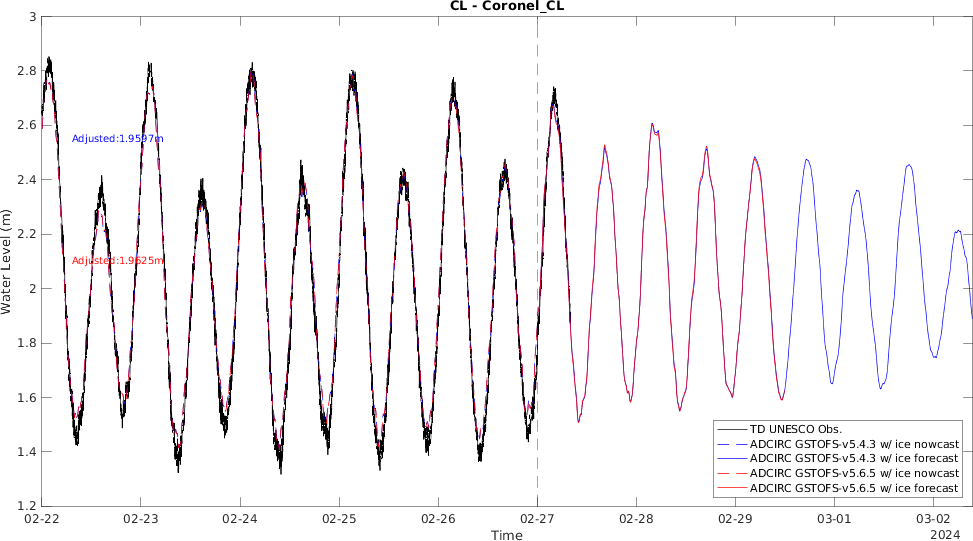 CL - Coronel_CL
3
2.8
2.6
2.4
2.2
2
1.8
1.6
1.4
1.2
Water Level (m)
Adjusted:1.9597m
Adjusted:1.9625m
TD UNESCO Obs.
ADCIRC GSTOFS-v5.4.3 w/ ice nowcast
ADCIRC GSTOFS-v5.4.3 w/ ice forecast
ADCIRC GSTOFS-v5.6.5 w/ ice nowcast
ADCIRC GSTOFS-v5.6.5 w/ ice forecast
02-22 02-23 02-24 02-25 02-26 02-27 02-28 02-29 03-01 03-02
Time
2024